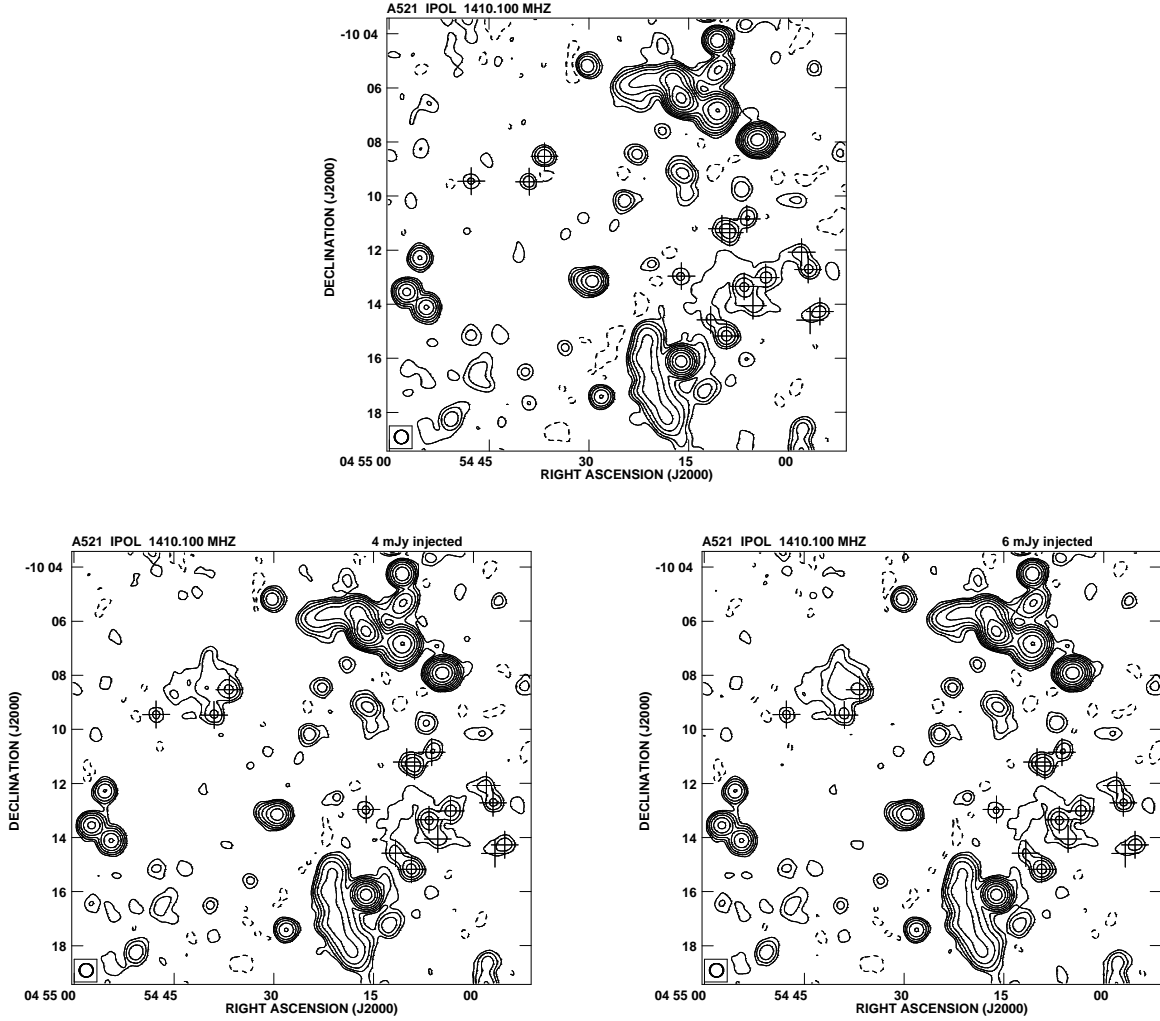 A521 IPOL 1410.100 MHZ
DECLINATION (J2000)
-10 04
06
08
10
12
14
16
18
04 55 00
54 45
30
15
00
RIGHT ASCENSION (J2000)
A521 IPOL 1410.100 MHZ
4 mJy injected
DECLINATION (J2000)
-10 04
06
08
10
12
14
16
18
04 55 00
54 45
30
15
00
RIGHT ASCENSION (J2000)
A521 IPOL 1410.100 MHZ
6 mJy injected
DECLINATION (J2000)
-10 04
06
08
10
12
14
16
18
04 55 00
54 45
30
15
00
RIGHT ASCENSION (J2000)